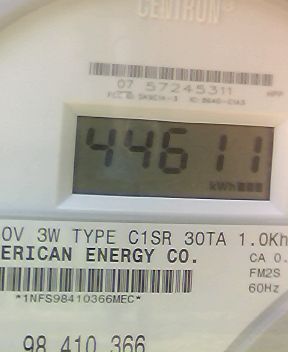 CENTRON®
07 57245311
44611
kWh
0V 3W TYPE C1SR 30TA 1.0Kh
ERICAN ENERGY CO.
CA 0.
FM2S
*1NFS98410366MEC*
60Hz
98 410 366